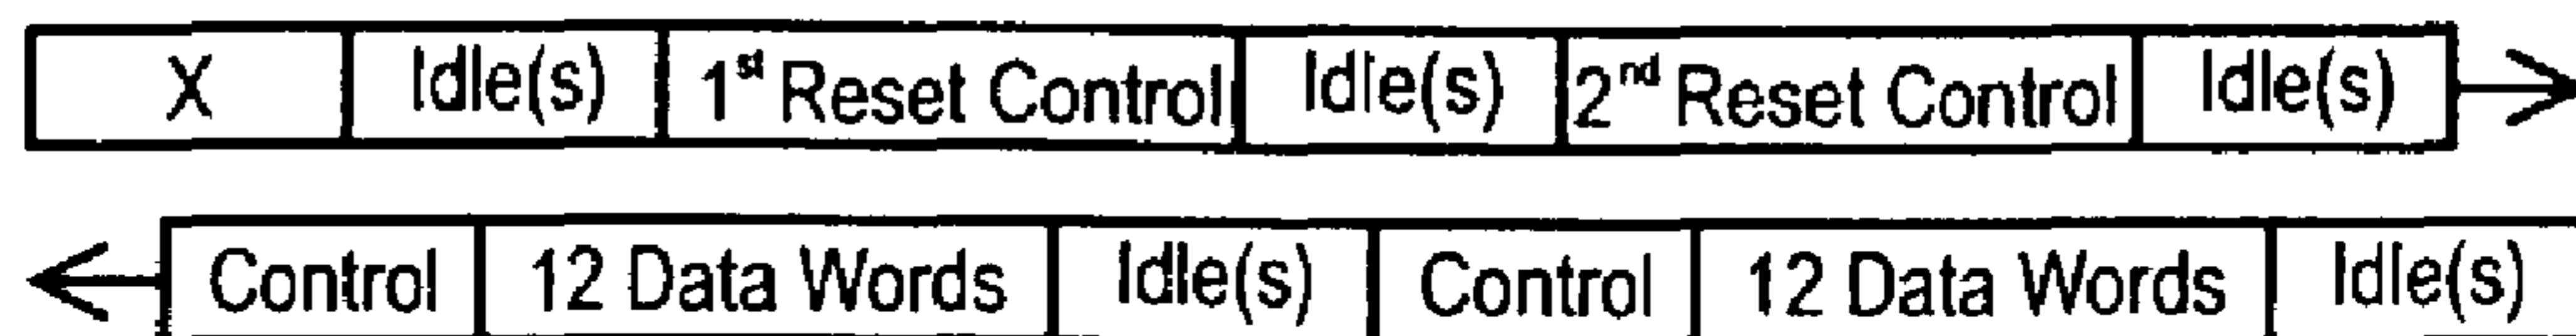 X Idle(s) 1st Reset Control Idle(s) 2nd Reset Control Idle(s)
Control 12 Data Words Idle(s) Control 12 Data Words Idle(s)